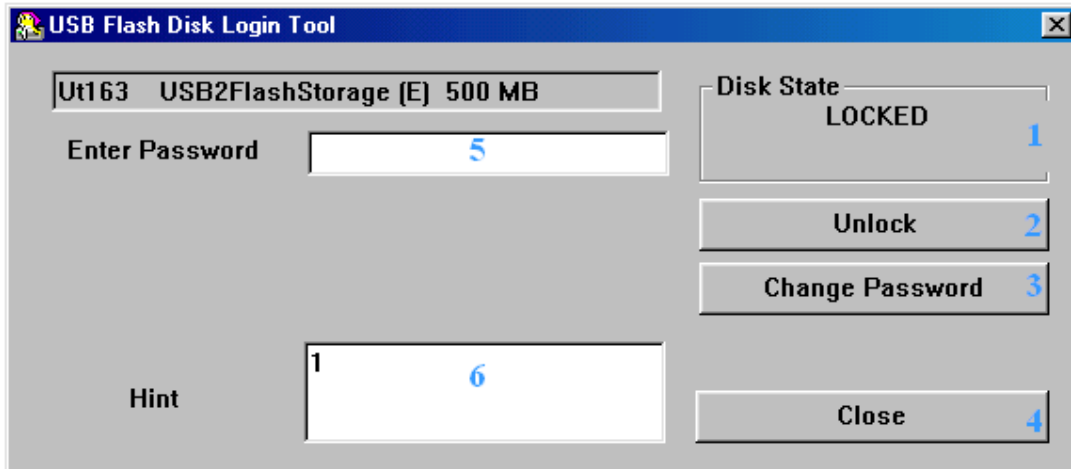 USB Flash Disk Login Tool
Ut163 USB2FlashStorage (E) 500 MB
Disk State
LOCKED
1
Enter Password
5
Unlock
2
Change Password
3
Hint
1
6
Close
4